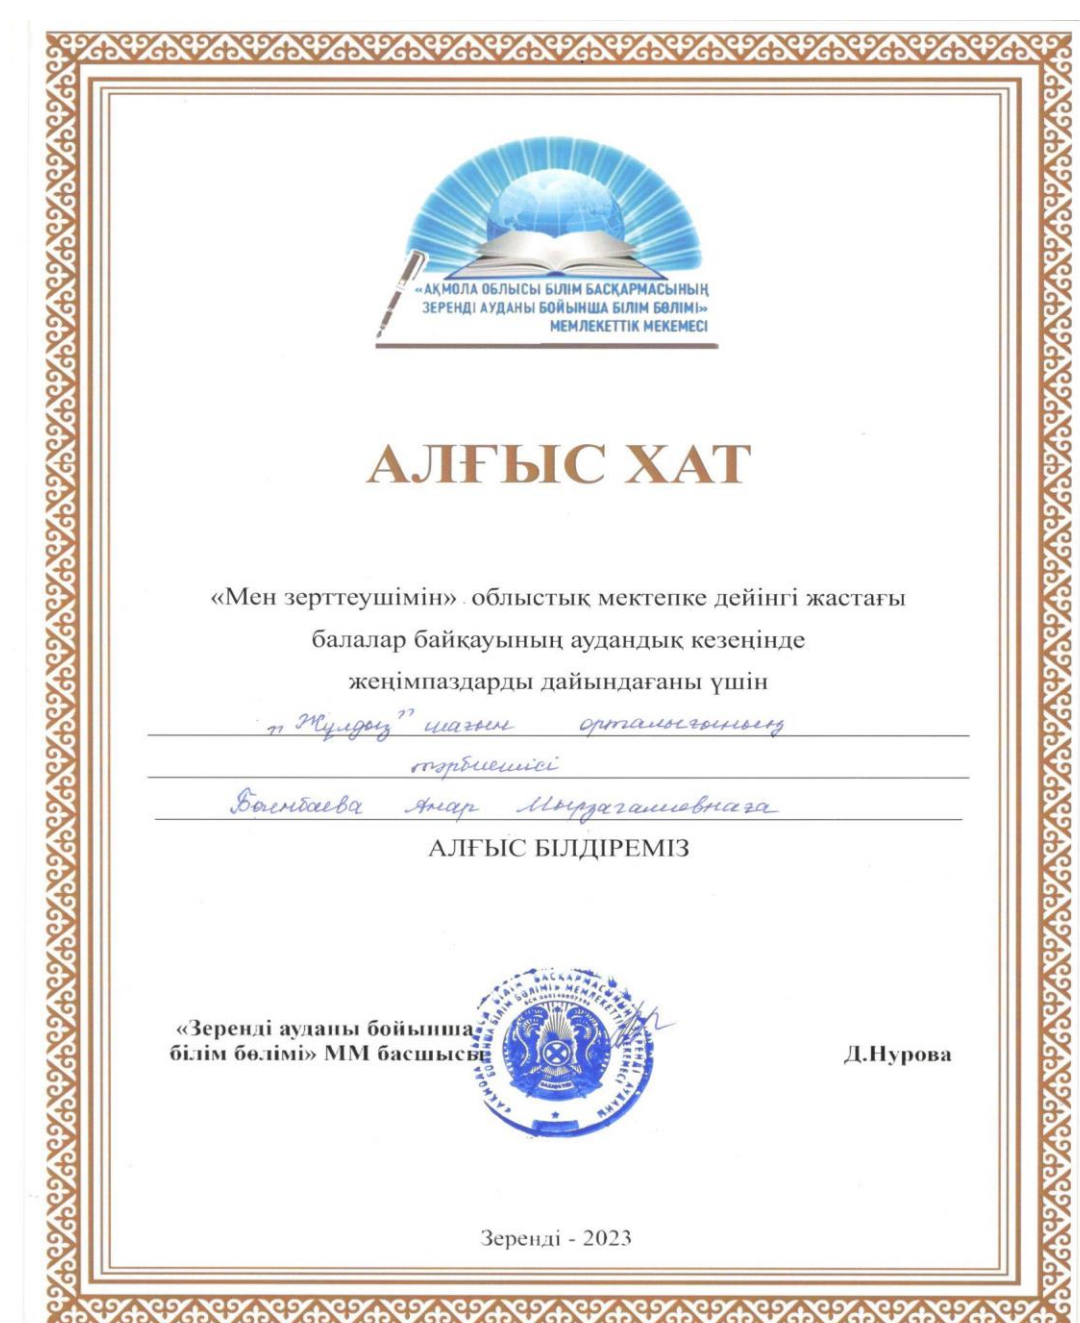 «АҚМОЛА ОБЛЫСЫ БІЛІМ БАСҚАРМАСЫНЫҢ
ЗЕРЕНДІ АУДАНЫ БОЙЫНША БІЛІМ БӨЛІМІ»
МЕМЛЕКЕТТІК МЕКЕМЕСІ
АЛҒЫС ХАТ
«Мен зерттеушімін» облыстық мектепке дейінгі жастағы
балалар байқауының аудандық кезеңінде
жеңімпаздарды дайындағаны үшін
„Жұлдыз” шағын орталығының
тәрбиешісі
Анар Мырзагалиевнаға
АЛҒЫС БІЛДІРЕМІЗ
«Зеренді ауданы бойынша
білім бөлімі» ММ басшысы
Д.Нурова
Зеренді - 2023